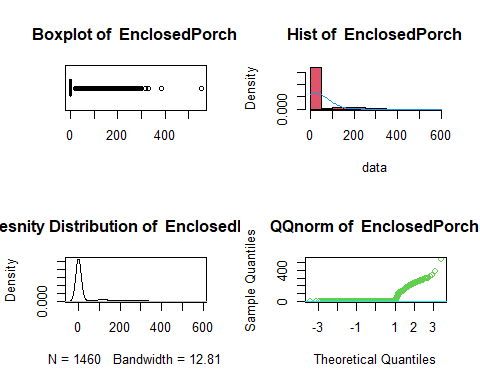 Boxplot of EnclosedPorch
0 200 400
Hist of EnclosedPorch
Density
0.000
0 200 400 600
data
esnity Distribution of Enclosedl
Density
0.000
0 200 400 600
N = 1460 Bandwidth = 12.81
QQnorm of EnclosedPorch
Sample Quantiles
0 400
-3 -1 1 2 3
Theoretical Quantiles